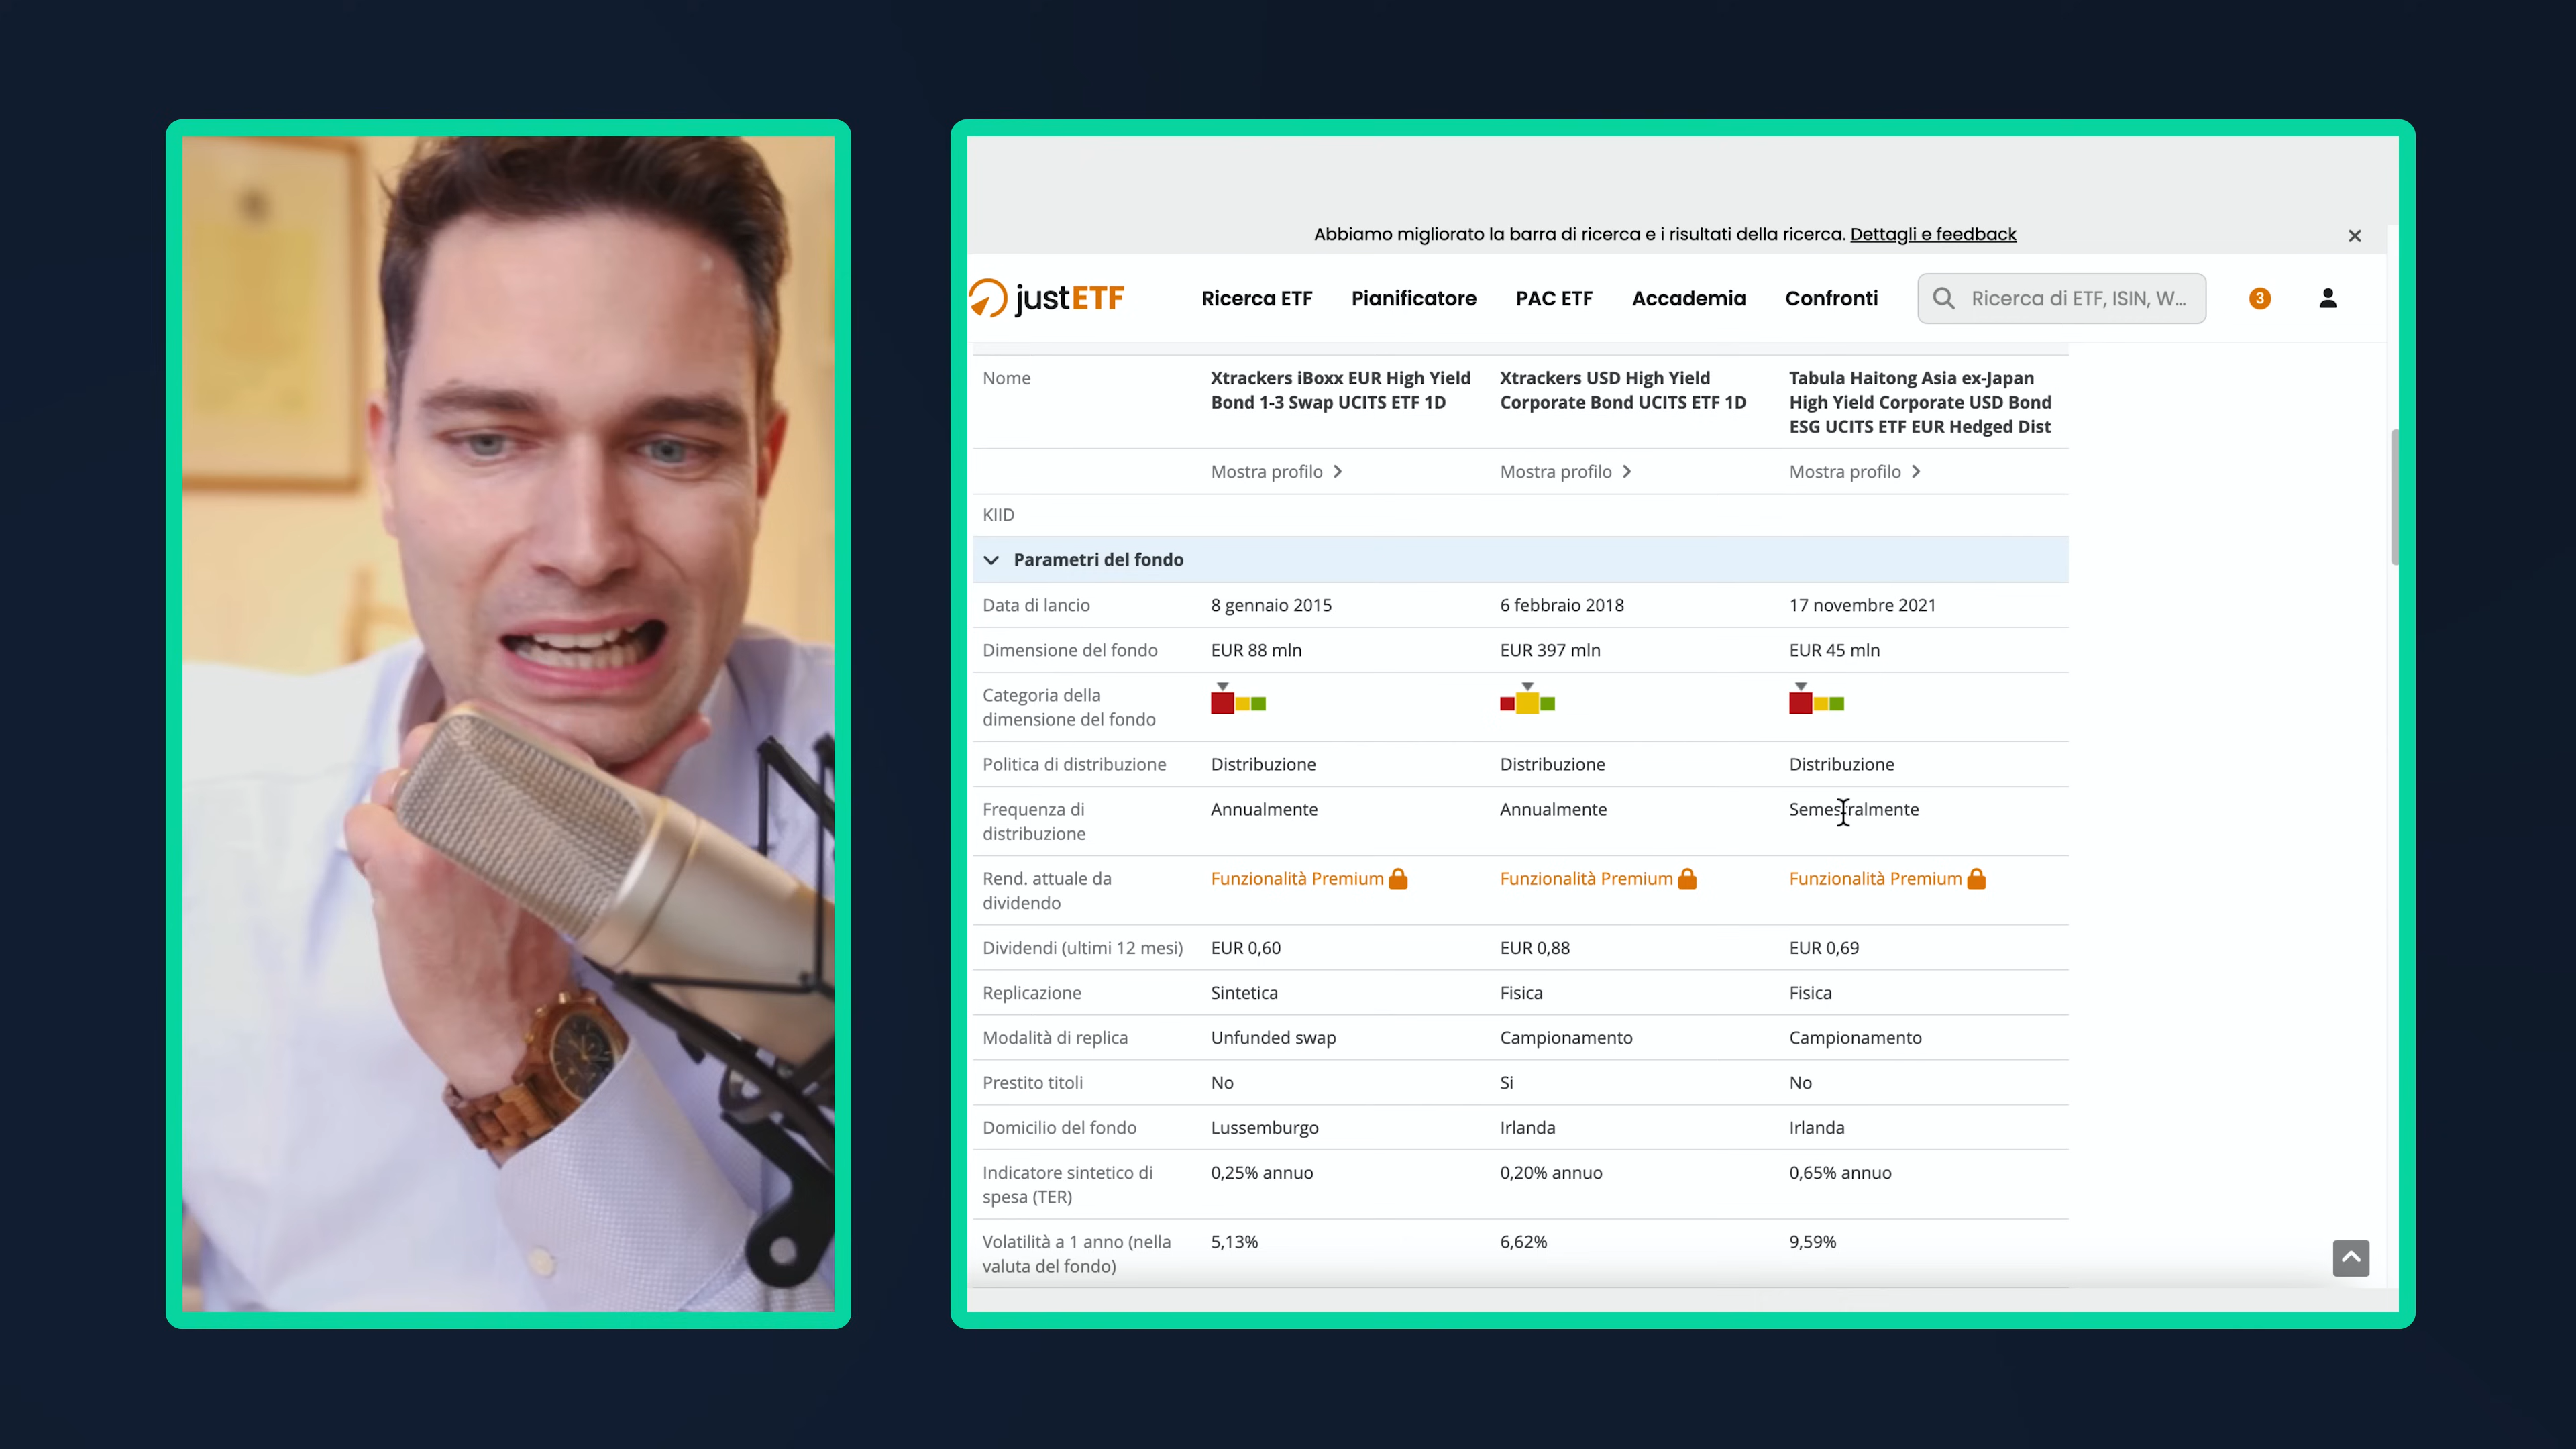 Abbiamo migliorato la barra di ricerca e i risultati della ricerca. Dettagli e feedback
justETF Ricerca ETF Pianificatore PAC ETF Accademia Confronti Ricerca di ETF, ISIN, W... 3
Nome Xtrackers iBoxx EUR High Yield Xtrackers USD High Yield Tabula Haitong Asia ex-Japan
Bond 1-3 Swap UCITS ETF 1D Corporate Bond UCITS ETF 1D High Yield Corporate USD Bond
ESG UCITS ETF EUR Hedged Dist
Mostra profilo Mostra profilo Mostra profilo
KIID
Parametri del fondo
Data di lancio 8 gennaio 2015 6 febbraio 2018 17 novembre 2021
Dimensione del fondo EUR 88 mln EUR 397 mln EUR 45 mln
Categoria della
dimensione del fondo
Politica di distribuzione Distribuzione Distribuzione Distribuzione
Frequenza di Annualmente Annualmente Semestralmente
distribuzione
Rend. attuale da Funzionalità Premium Funzionalità Premium Funzionalità Premium
dividendo
Dividendi (ultimi 12 mesi) EUR 0,60 EUR 0,88 EUR 0,69
Replicazione Sintetica Fisica Fisica
Modalità di replica Unfunded swap Campionamento Campionamento
Prestito titoli No Si No
Domicilio del fondo Lussemburgo Irlanda Irlanda
Indicatore sintetico di 0,25% annuo 0,20% annuo 0,65% annuo
spesa (TER)
Volatilità a 1 anno (nella 5,13% 6,62% 9,59%
valuta del fondo)